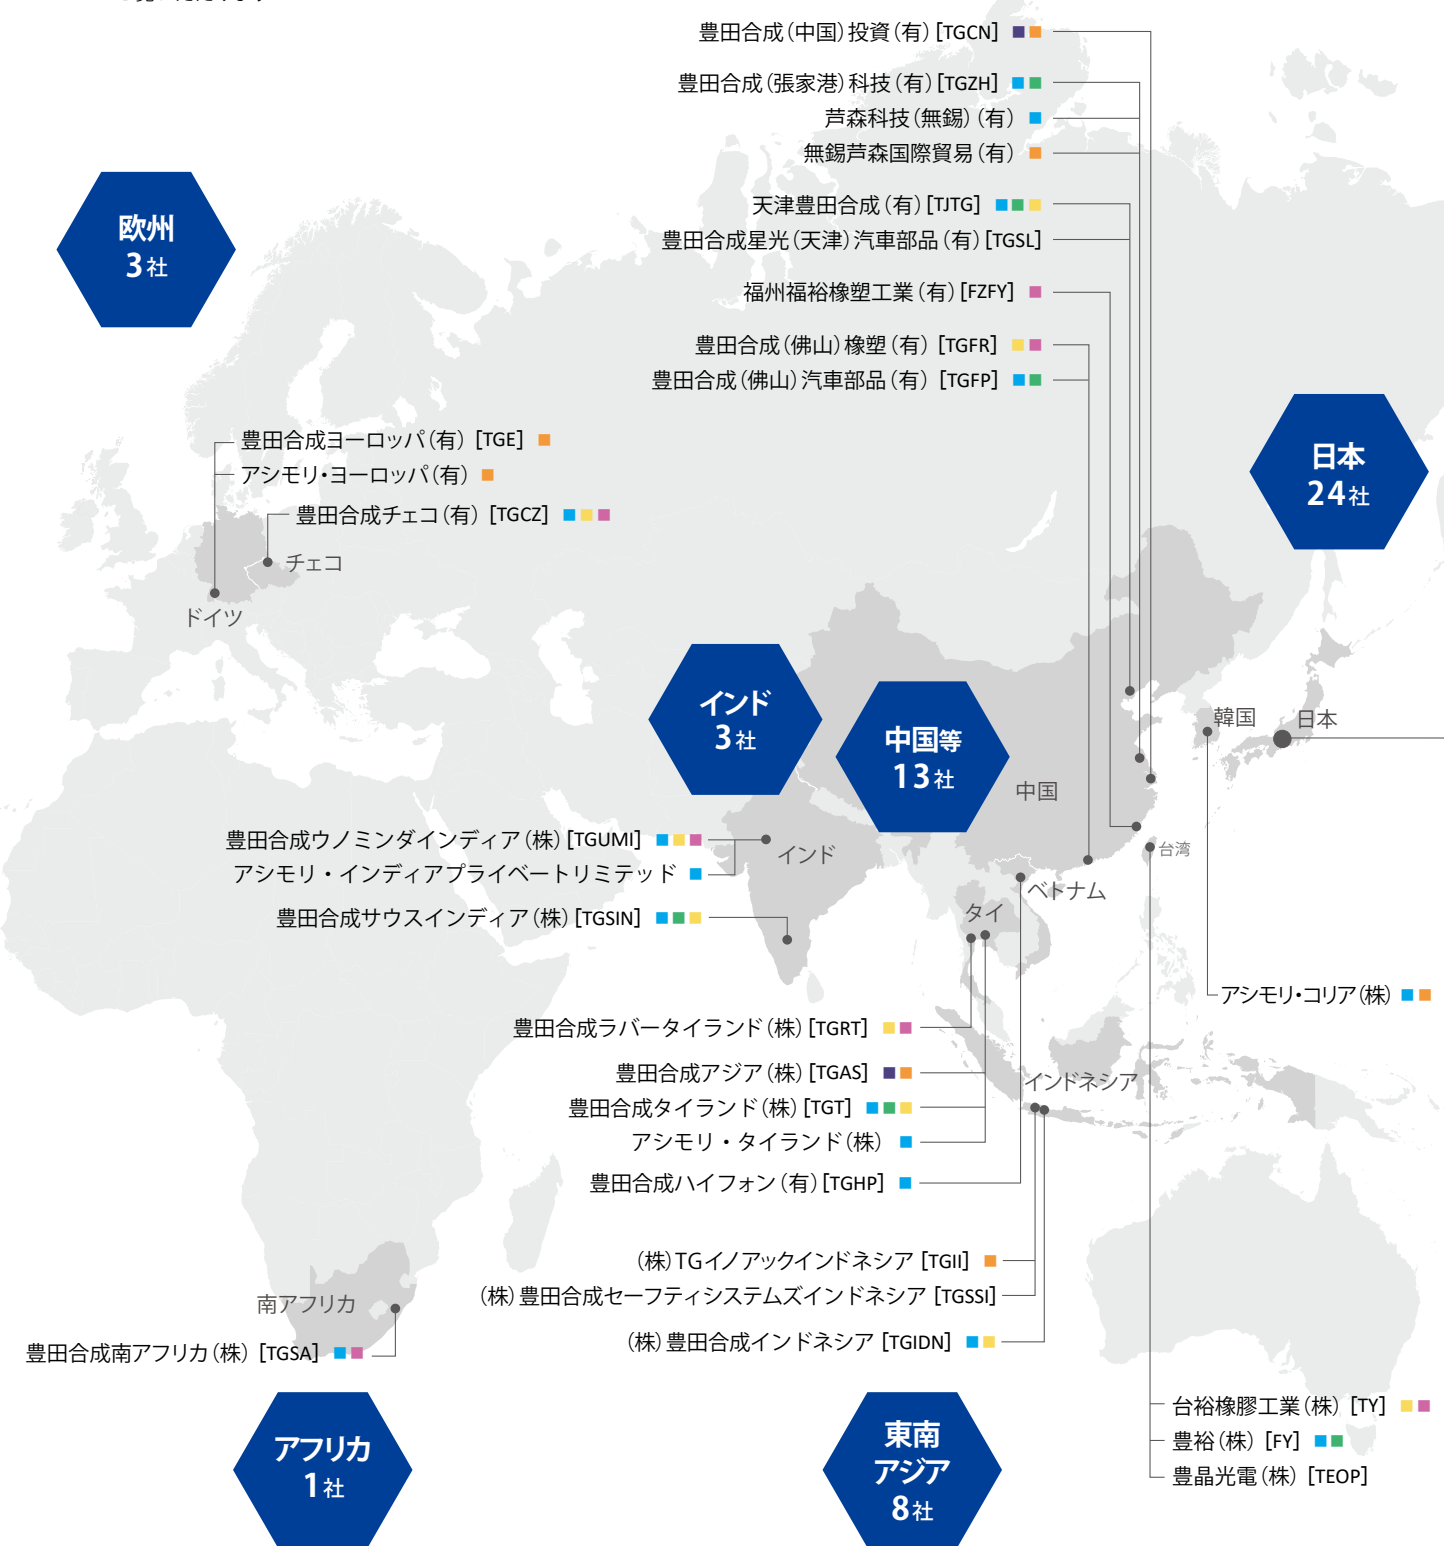 豊田合成(中国)投資(有)[TGCN]
豊田合成(張家港)科技(有)[TGZH]
芦森科技(無錫)(有)
無錫芦森国際貿易(有)
天津豊田合成(有)[TJTG]
豊田合成星光(天津)汽車部品(有)[TGSL]
福州福裕橡塑工業(有)[FZFY]
豊田合成(佛山)橡塑(有)[TGFR]
豊田合成(佛山)汽車部品(有)[TGFP]
欧州
3社
日本
24社
豊田合成ヨーロッパ(有)[TGE]
アシモリ・ヨーロッパ(有)
豊田合成チェコ(有)[TGCZ]
チェコ
ドイツ
インド
3社
中国等
13社
韓国
日本
中国
豊田合成ウノミンダインディア(株)[TGUMI]
アシモリ・インディアプライベートリミテッド
豊田合成サウスインディア(株)[TGSIN]
インド
台湾
ベトナム
タイ
アシモリ・コリア(株)
豊田合成ラバータイランド(株)[TGRT]
豊田合成アジア(株)[TGAS]
豊田合成タイランド(株)[TGT]
アシモリ・タイランド(株)
豊田合成ハイフォン(有)[TGHP]
インドネシア
(株)TGイノアックインドネシア[TGII]
(株)豊田合成セーフティシステムズインドネシア[TGSSI]
(株)豊田合成インドネシア[TGIDN]
南アフリカ
豊田合成南アフリカ(株)[TGSA]
アフリカ
1社
東南
アジア
8社
台裕橡膠工業(株)[TY]
豊裕(株)[FY]
豊晶光電(株)[TEOP]